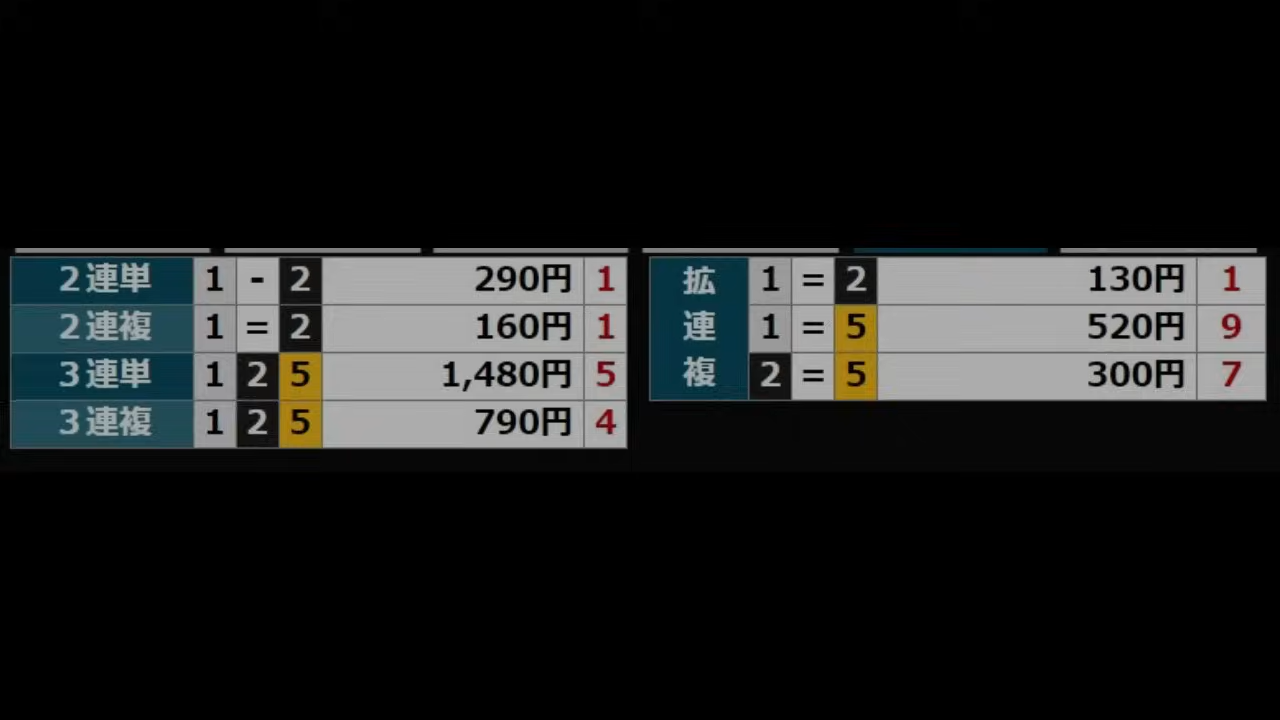 ２連単 1 - 2 290円 1
２連複 1 = 2 160円 1
３連単 1 2 5 1,480円 5
３連複 1 2 5 790円 4
拡 1 = 2 130円 1
連 1 = 5 520円 9
複 2 = 5 300円 7